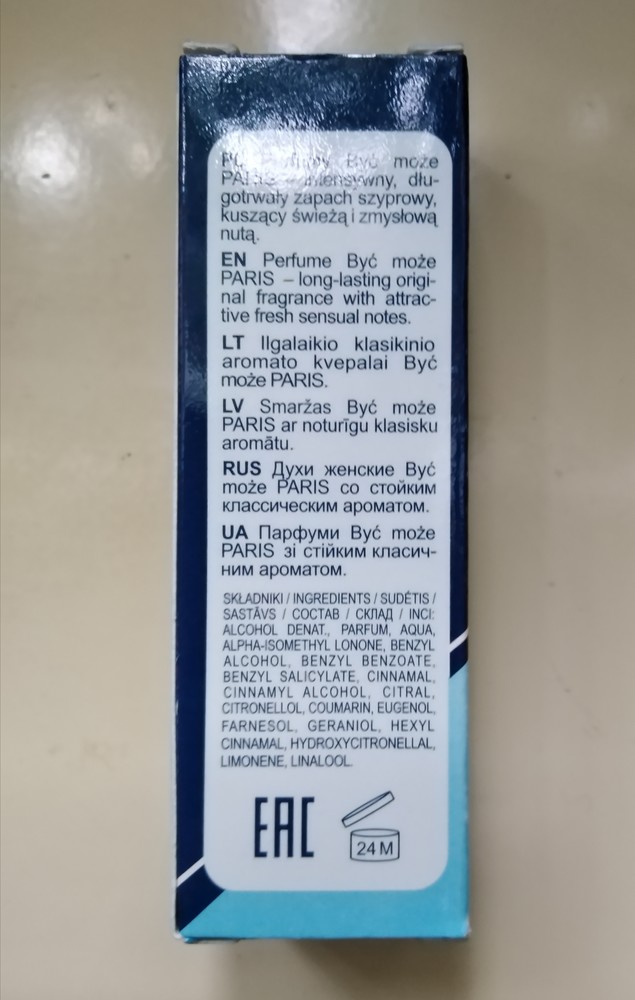 PL Perfumy Być może
PARIS – intensywny, dłu-
gotrwały zapach szyprowy,
kuszący świeżą i zmysłową
nutą.
EN Perfume Być może
PARIS – long-lasting origi-
nal fragrance with attrac-
tive fresh sensual notes.
LT Ilgalaikio klasikinio
aromato kvepalai Być
może PARIS.
LV Smaržas Być może
PARIS ar noturīgu klasisku
aromātu.
RUS Духи женские Być
może PARIS со стойким
классическим ароматом.
UA Парфуми Być może
PARIS зі стійким класич-
ним ароматом.
SKŁADNIKI / INGREDIENTS / SUDĖTIS /
SASTĀVS / СОСТАВ / СКЛАД / INCI:
ALCOHOL DENAT., PARFUM, AQUA,
ALPHA-ISOMETHYL LONONE, BENZYL
ALCOHOL, BENZYL BENZOATE,
BENZYL SALICYLATE, CINNAMAL,
CINNAMYL ALCOHOL, CITRAL,
CITRONELLOL, COUMARIN, EUGENOL,
FARNESOL, GERANIOL, HEXYL
CINNAMAL, HYDROXYCITRONELLAL,
LIMONENE, LINALOOL.
EAC
24 M